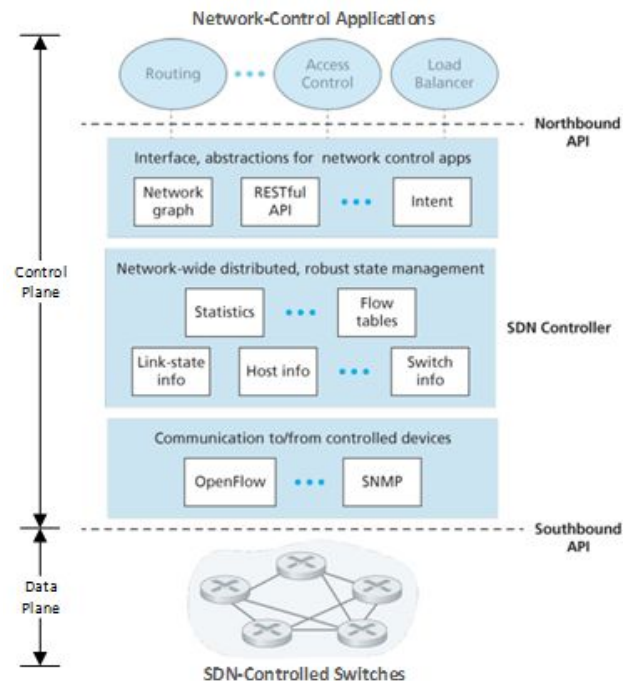 Network-Control Applications
Routing
Access
Control
Load
Balancer
Northbound
API
Interface, abstractions for network control apps
Network
graph
RESTful
API
Intent
Control
Plane
Network-wide distributed, robust state management
Statistics
Flow
tables
SDN Controller
Link-state
info
Host info
Switch
info
Communication to/from controlled devices
OpenFlow
SNMP
Southbound
API
Data
Plane
SDN-Controlled Switches